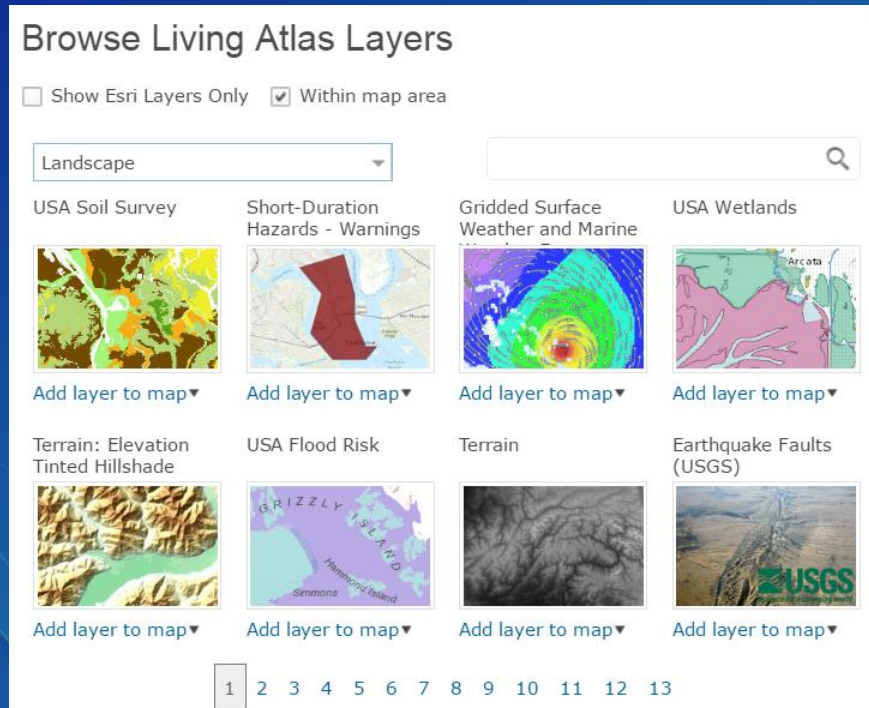 Browse Living Atlas Layers
Show Esri Layers Only
Within map area
Landscape
USA Soil Survey
Short-Duration
Hazards - Warnings
Gridded Surface
Weather and Marine
USA Wetlands
Arcata
Add layer to map
Add layer to map
Add layer to map
Add layer to map
Terrain: Elevation
Tinted Hillshade
USA Flood Risk
Terrain
Earthquake Faults
(USGS)
GRIZZLY ISLAND
Hammond Island
Simmons
USGS
Add layer to map
Add layer to map
Add layer to map
Add layer to map
1 2 3 4 5 6 7 8 9 10 11 12 13